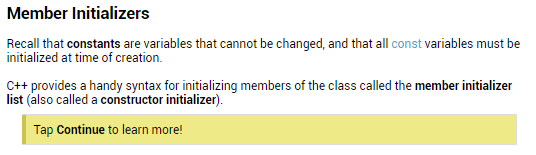 Member Initializers
Recall that constants are variables that cannot be changed, and that all const variables must be
initialized at time of creation.
C++ provides a handy syntax for initializing members of the class called the member initializer
list (also called a constructor initializer).
Tap Continue to learn more!